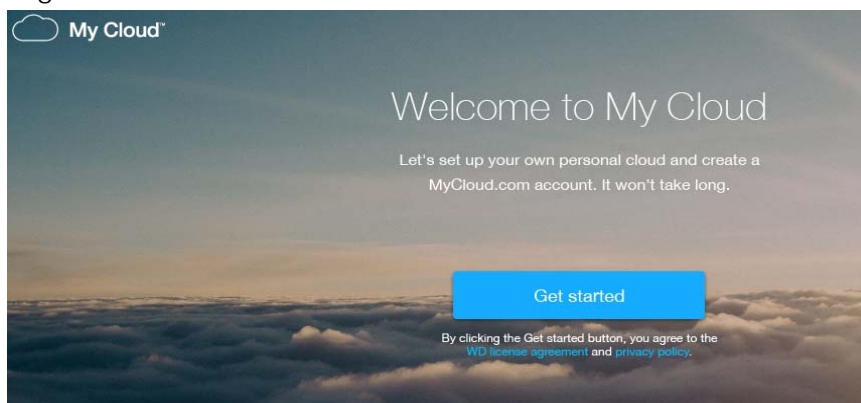 My Cloud™
Welcome to My Cloud
Let's set up your own personal cloud and create a
MyCloud.com account. It won't take long.
Get started
By clicking the Get started button, you agree to the
WD license agreement and privacy policy.